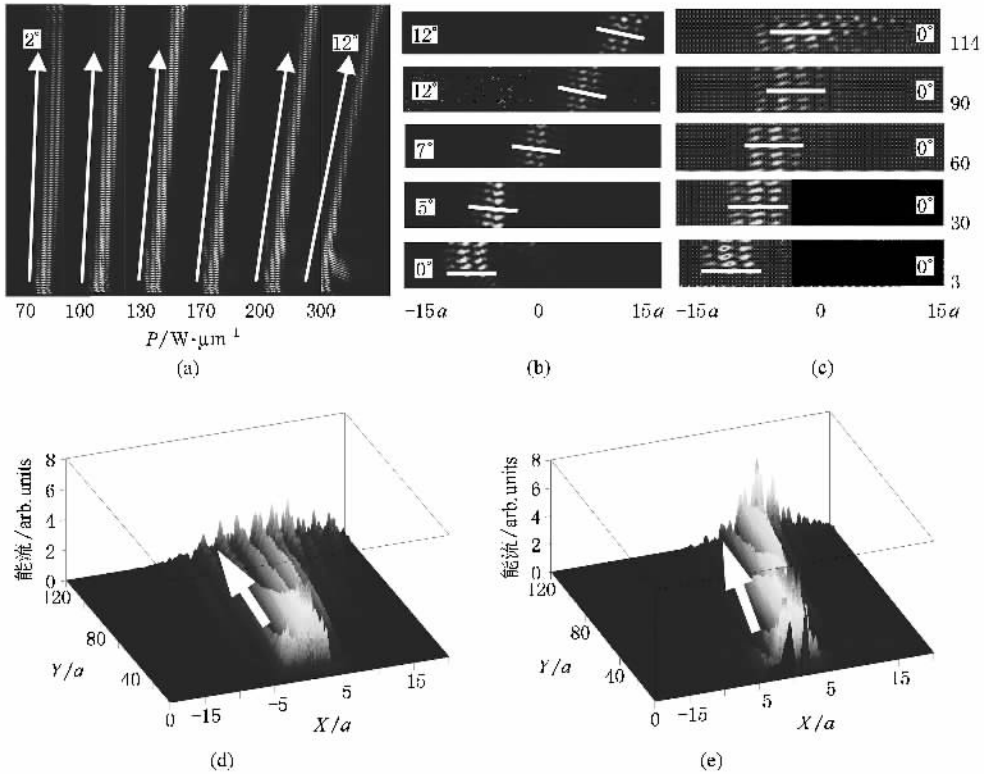 2°
12°
70 100 130 170 200 300
P/W·μm⁻¹
(a)
12°
12°
7°
5°
0°
-15a 0 15a
(b)
0° 114
0° 90
0° 60
0° 30
0° 3
-15a 0 15a
(c)
能流/arb.units
8
6
4
2
0
120
80
40
0
Y/a
-15 -5 5 15
X/a
(d)
能流/arb.units
8
6
4
2
0
120
80
40
0
Y/a
-15 5 5 15
X/a
(e)